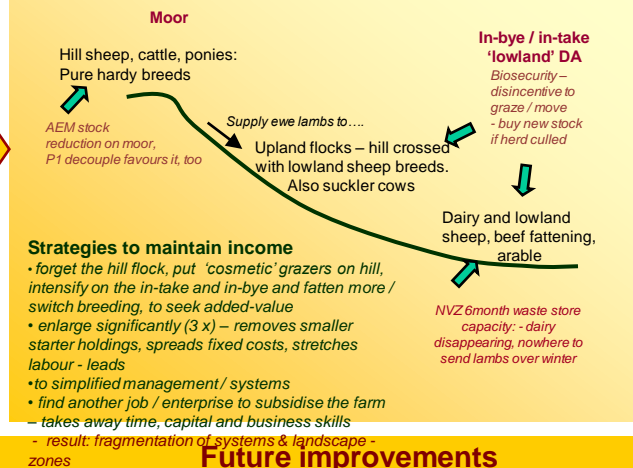 Moor
Hill sheep, cattle, ponies:
Pure hardy breeds
AEM stock
reduction on moor,
P1 decouple favours it, too
Supply ewe lambs to….
Upland flocks – hill crossed
with lowland sheep breeds.
Also suckler cows
In-bye / in-take
‘lowland’ DA
Biosecurity –
disincentive to
graze / move
- buy new stock
if herd culled
Dairy and lowland
sheep, beef fattening,
arable
NVZ 6month waste store
capacity: - dairy
disappearing, nowhere to
send lambs over winter
Strategies to maintain income
• forget the hill flock, put ‘cosmetic’ grazers on hill,
intensify on the in-take and in-bye and fatten more /
switch breeding, to seek added-value
• enlarge significantly (3 x) – removes smaller
starter holdings, spreads fixed costs, stretches
labour - leads
•to simplified management / systems
• find another job / enterprise to subsidise the farm
– takes away time, capital and business skills
- result: fragmentation of systems & landscape -
zones
Future improvements